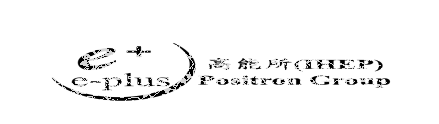 e+
e-plus
高能所(IHEP)
Positron Group